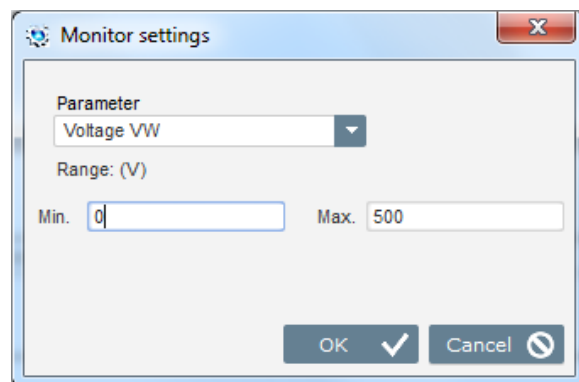 Monitor settings
Parameter
Voltage VW
Range: (V)
Min. 0 Max. 500
OK Cancel